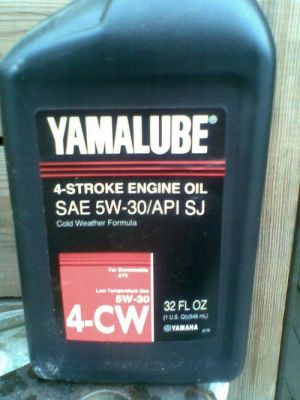 YAMALUBE®
4-STROKE ENGINE OIL
SAE 5W-30/API SJ
Cold Weather Formula
For Snowmobile
ATV
Low Temperature Use
5W-30
4-CW
32 FL OZ
(1 U.S. Qt)(946 mL)
YAMAHA